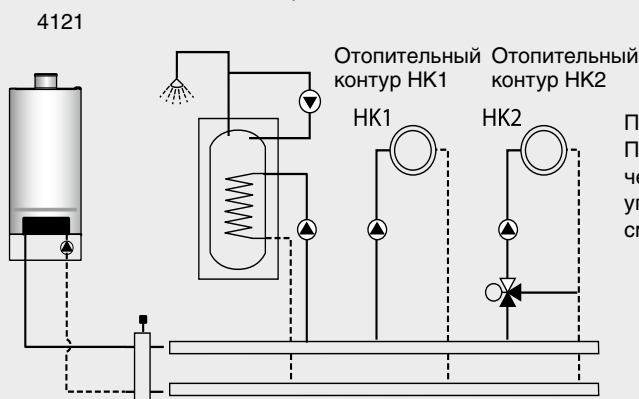 4121
Отопительный
контур НК1
Отопительный
контур НК2
НК1
НК2